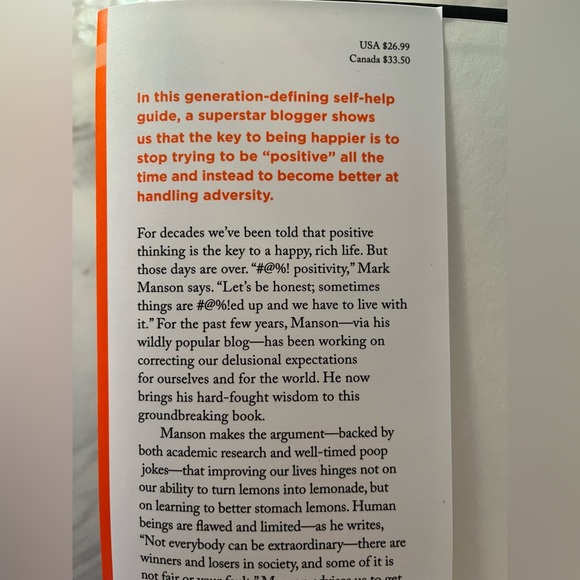 USA $26.99
Canada $33.50
In this generation-defining self-help
guide, a superstar blogger shows
us that the key to being happier is to
stop trying to be “positive” all the
time and instead to become better at
handling adversity.
For decades we’ve been told that positive
thinking is the key to a happy, rich life. But
those days are over. “#@%! positivity,” Mark
Manson says. “Let’s be honest; sometimes
things are #@%!ed up and we have to live with
it.” For the past few years, Manson—via his
wildly popular blog—has been working on
correcting our delusional expectations
for ourselves and for the world. He now
brings his hard-fought wisdom to this
groundbreaking book.
Manson makes the argument—backed by
both academic research and well-timed poop
jokes—that improving our lives hinges not on
our ability to turn lemons into lemonade, but
on learning to better stomach lemons. Human
beings are flawed and limited—as he writes,
“Not everybody can be extraordinary—there are
winners and losers in society, and some of it is
not fair or your